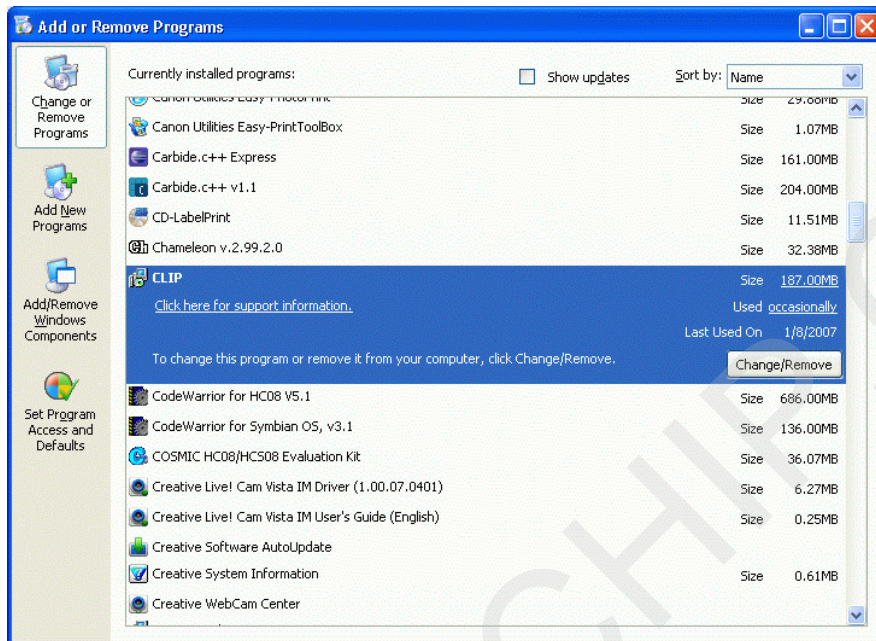 Add or Remove Programs
Change or
Remove
Programs
Add New
Programs
Add/Remove
Windows
Components
Set Program
Access and
Defaults
Currently installed programs:
Show updates
Sort by: Name
Canon Utilities Easy-PhotoPrint Size 29.88MB
Canon Utilities Easy-PrintToolBox Size 1.07MB
Carbide.c++ Express Size 161.00MB
Carbide.c++ v1.1 Size 204.00MB
CD-LabelPrint Size 11.51MB
Chameleon v.2.99.2.0 Size 32.38MB
CLIP Size 187.00MB
Click here for support information. Used occasionally
Last Used On 1/8/2007
To change this program or remove it from your computer, click Change/Remove. Change/Remove
CodeWarrior for HC08 V5.1 Size 686.00MB
CodeWarrior for Symbian OS, v3.1 Size 136.00MB
COSMIC HC08/HCS08 Evaluation Kit Size 36.07MB
Creative Live! Cam Vista IM Driver (1.00.07.0401) Size 6.27MB
Creative Live! Cam Vista IM User's Guide (English) Size 0.25MB
Creative Software AutoUpdate
Creative System Information Size 0.61MB
Creative WebCam Center
CHIP